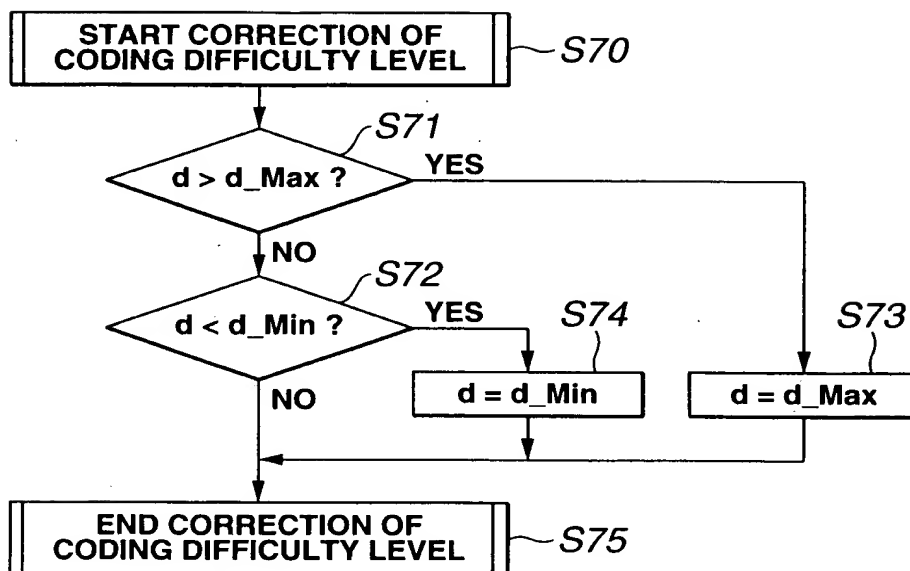 START CORRECTION OF
CODING DIFFICULTY LEVEL
S70
S71
d > d_Max ?
YES
NO
S72
d < d_Min ?
YES
NO
S74
d = d_Min
S73
d = d_Max
END CORRECTION OF
CODING DIFFICULTY LEVEL
S75